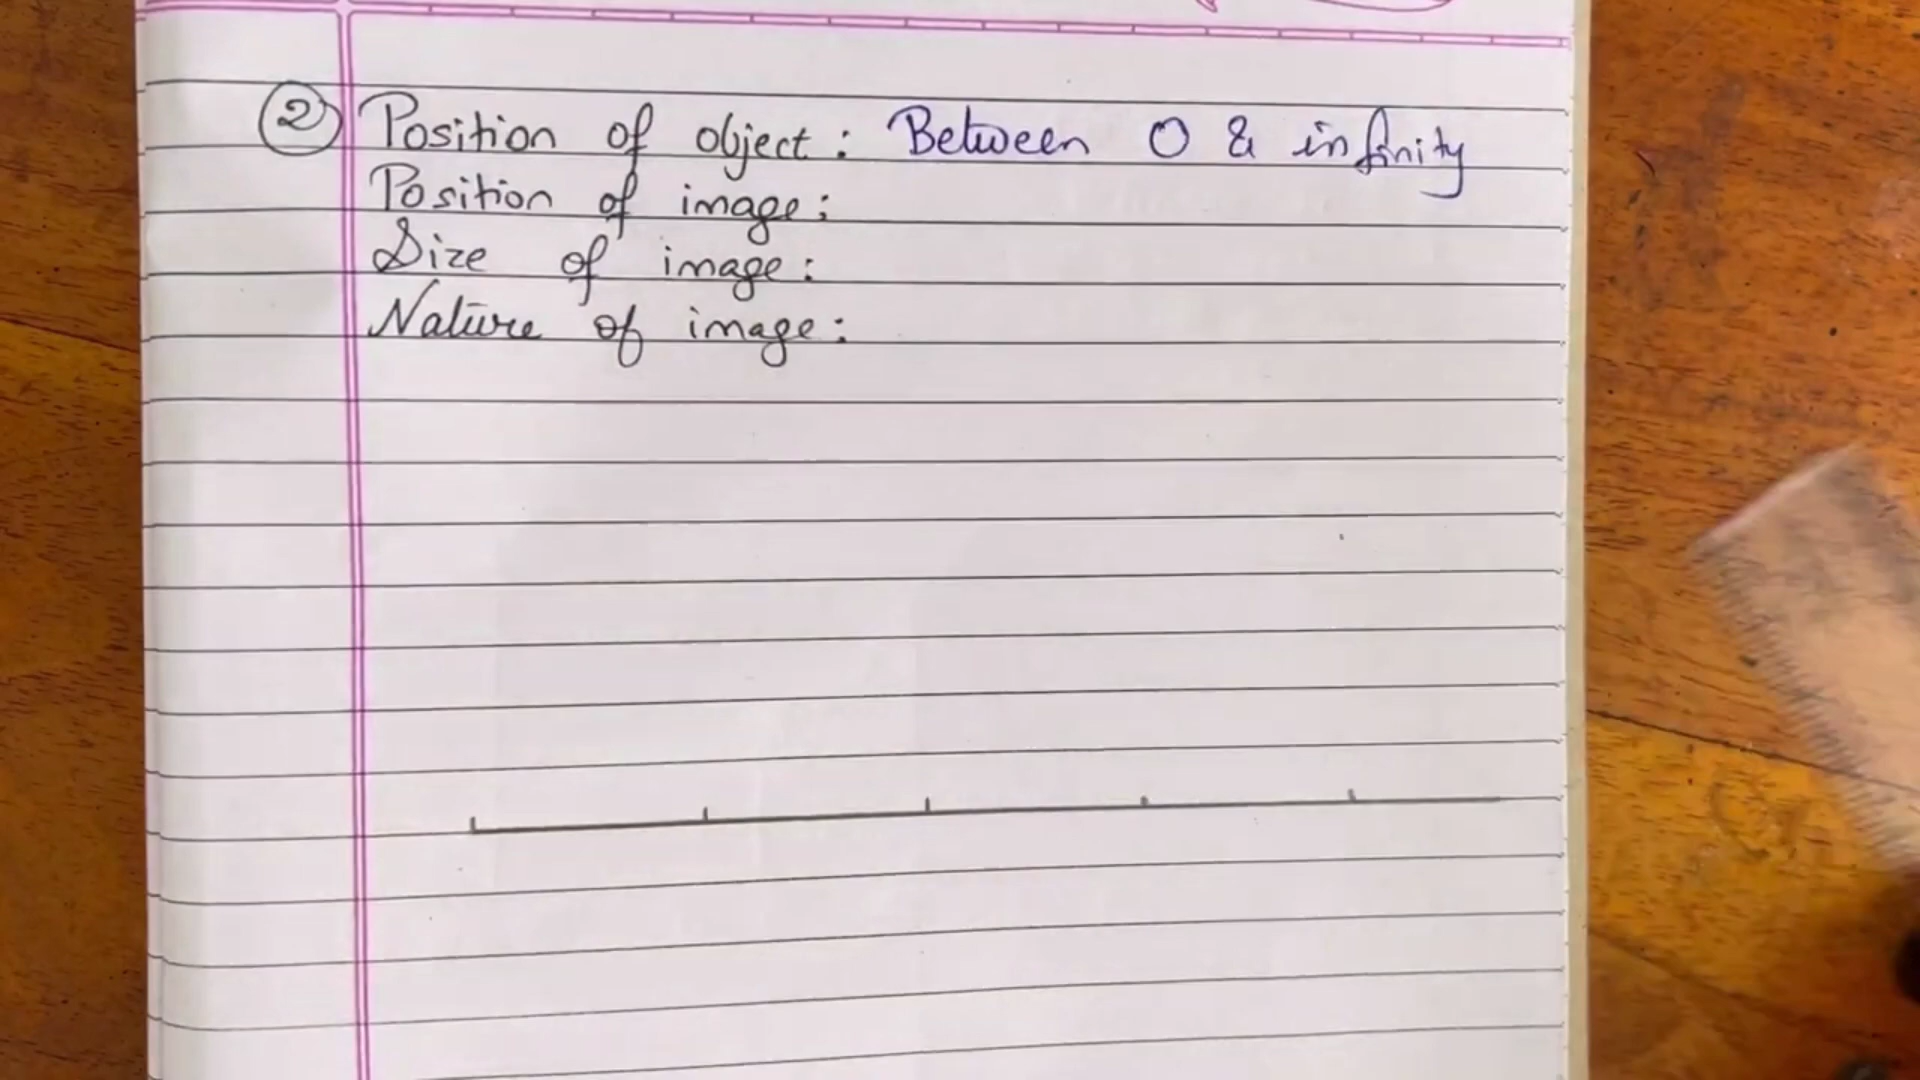 2 Position of object: Between O & infinity
Position of image:
Size of image:
Nature of image: